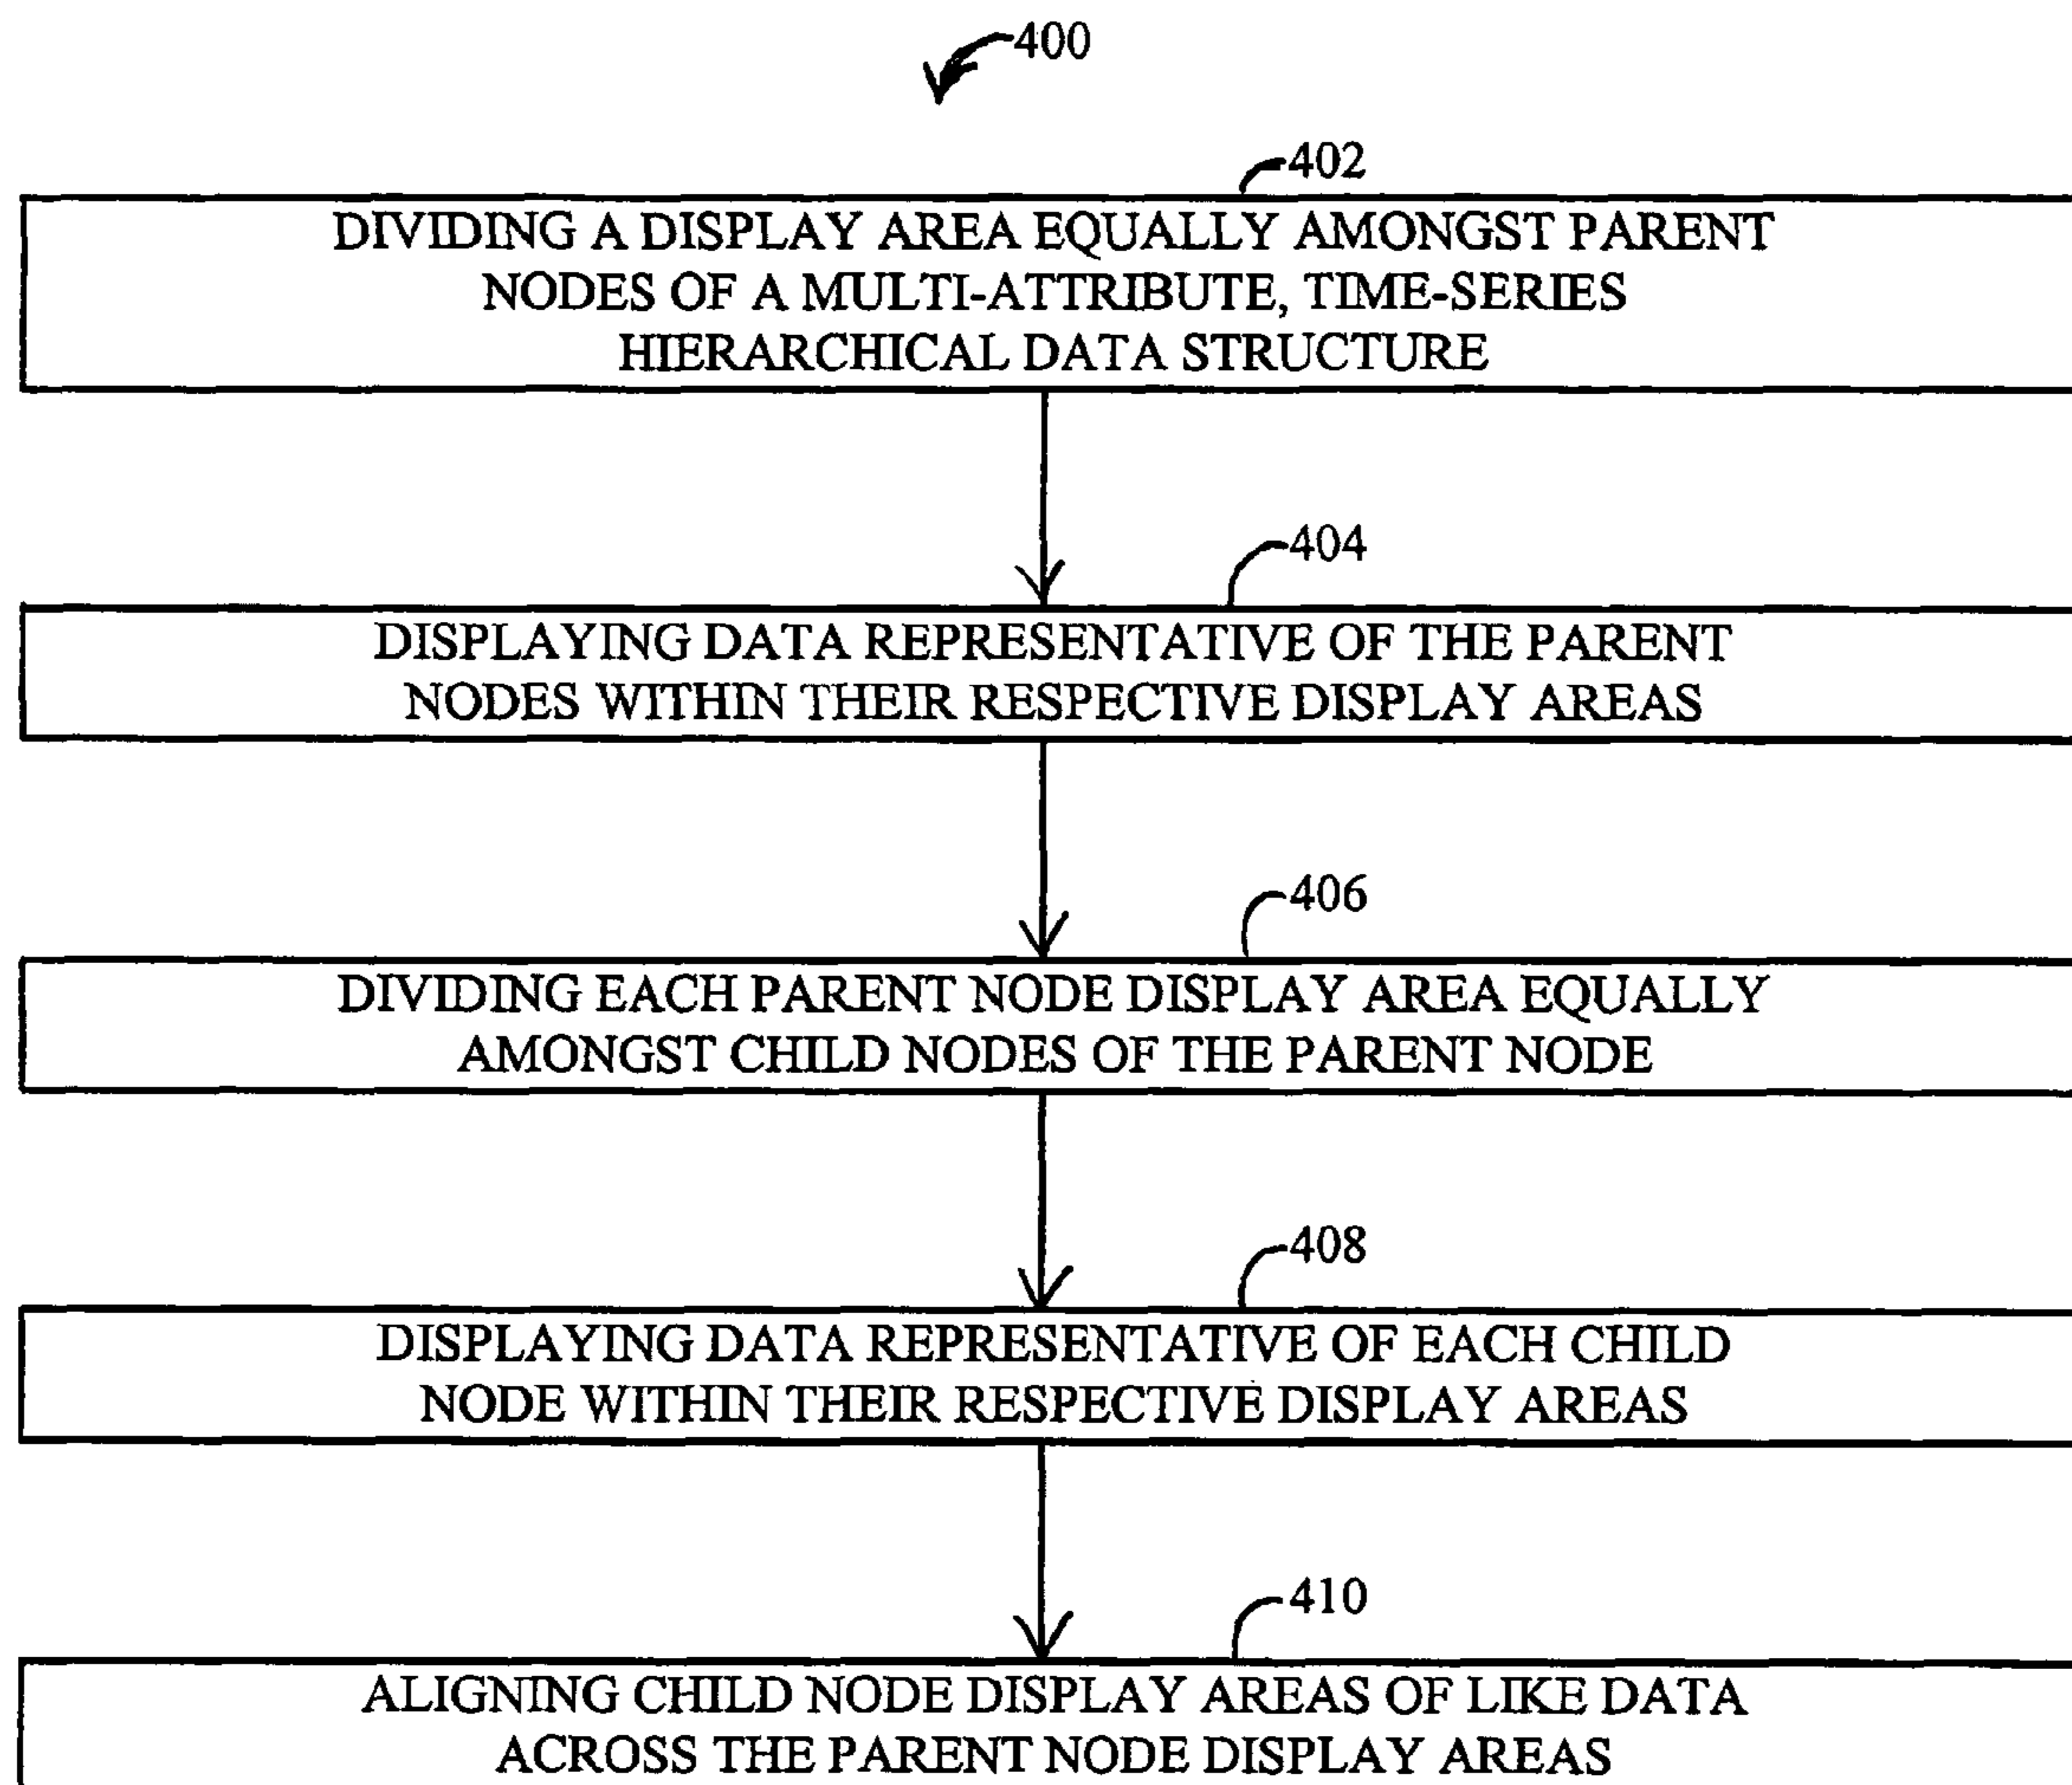 400
402
DIVIDING A DISPLAY AREA EQUALLY AMONGST PARENT
NODES OF A MULTI-ATTRIBUTE, TIME-SERIES
HIERARCHICAL DATA STRUCTURE
404
DISPLAYING DATA REPRESENTATIVE OF THE PARENT
NODES WITHIN THEIR RESPECTIVE DISPLAY AREAS
406
DIVIDING EACH PARENT NODE DISPLAY AREA EQUALLY
AMONGST CHILD NODES OF THE PARENT NODE
408
DISPLAYING DATA REPRESENTATIVE OF EACH CHILD
NODE WITHIN THEIR RESPECTIVE DISPLAY AREAS
410
ALIGNING CHILD NODE DISPLAY AREAS OF LIKE DATA
ACROSS THE PARENT NODE DISPLAY AREAS